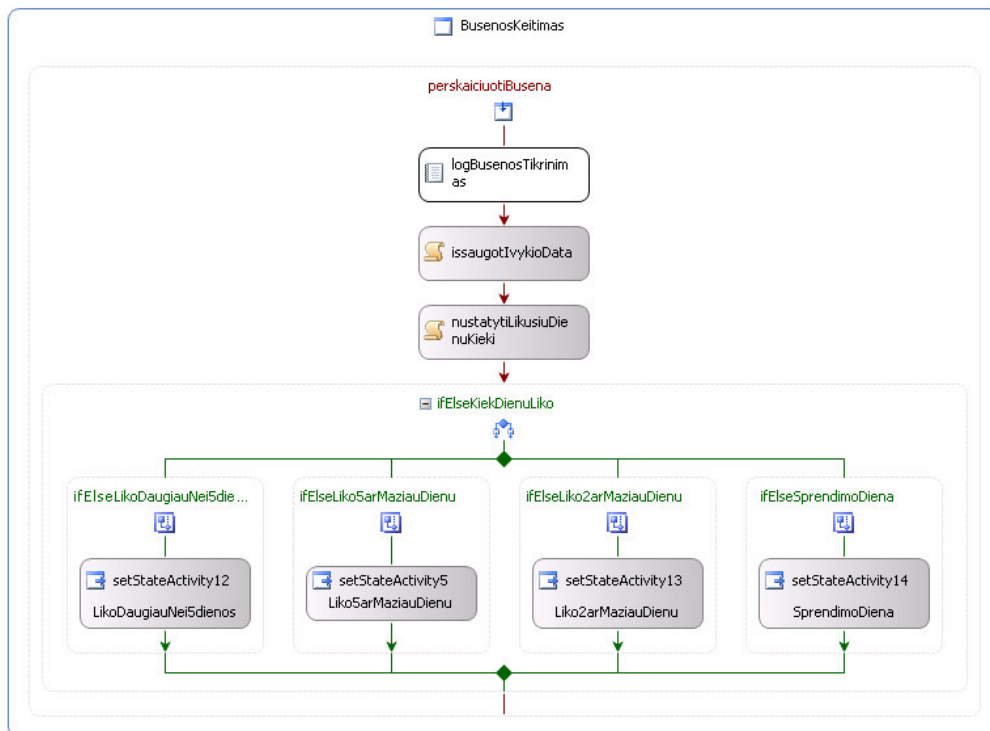 BusenosKeitimas
perskaiciuotiBusena
logBusenosTikrinim
as
issaugotIvykioData
nustatytiLikusiuDie
nuKieki
ifElseKiekDienuLiko
ifElseLikoDaugiauNei5die ...
ifElseLiko5arMaziauDienu
ifElseLiko2arMaziauDienu
ifElseSprendimoDiena
setStateActivity12
LikoDaugiauNei5dienos
setStateActivity5
Liko5arMaziauDienu
setStateActivity13
Liko2arMaziauDienu
setStateActivity14
SprendimoDiena